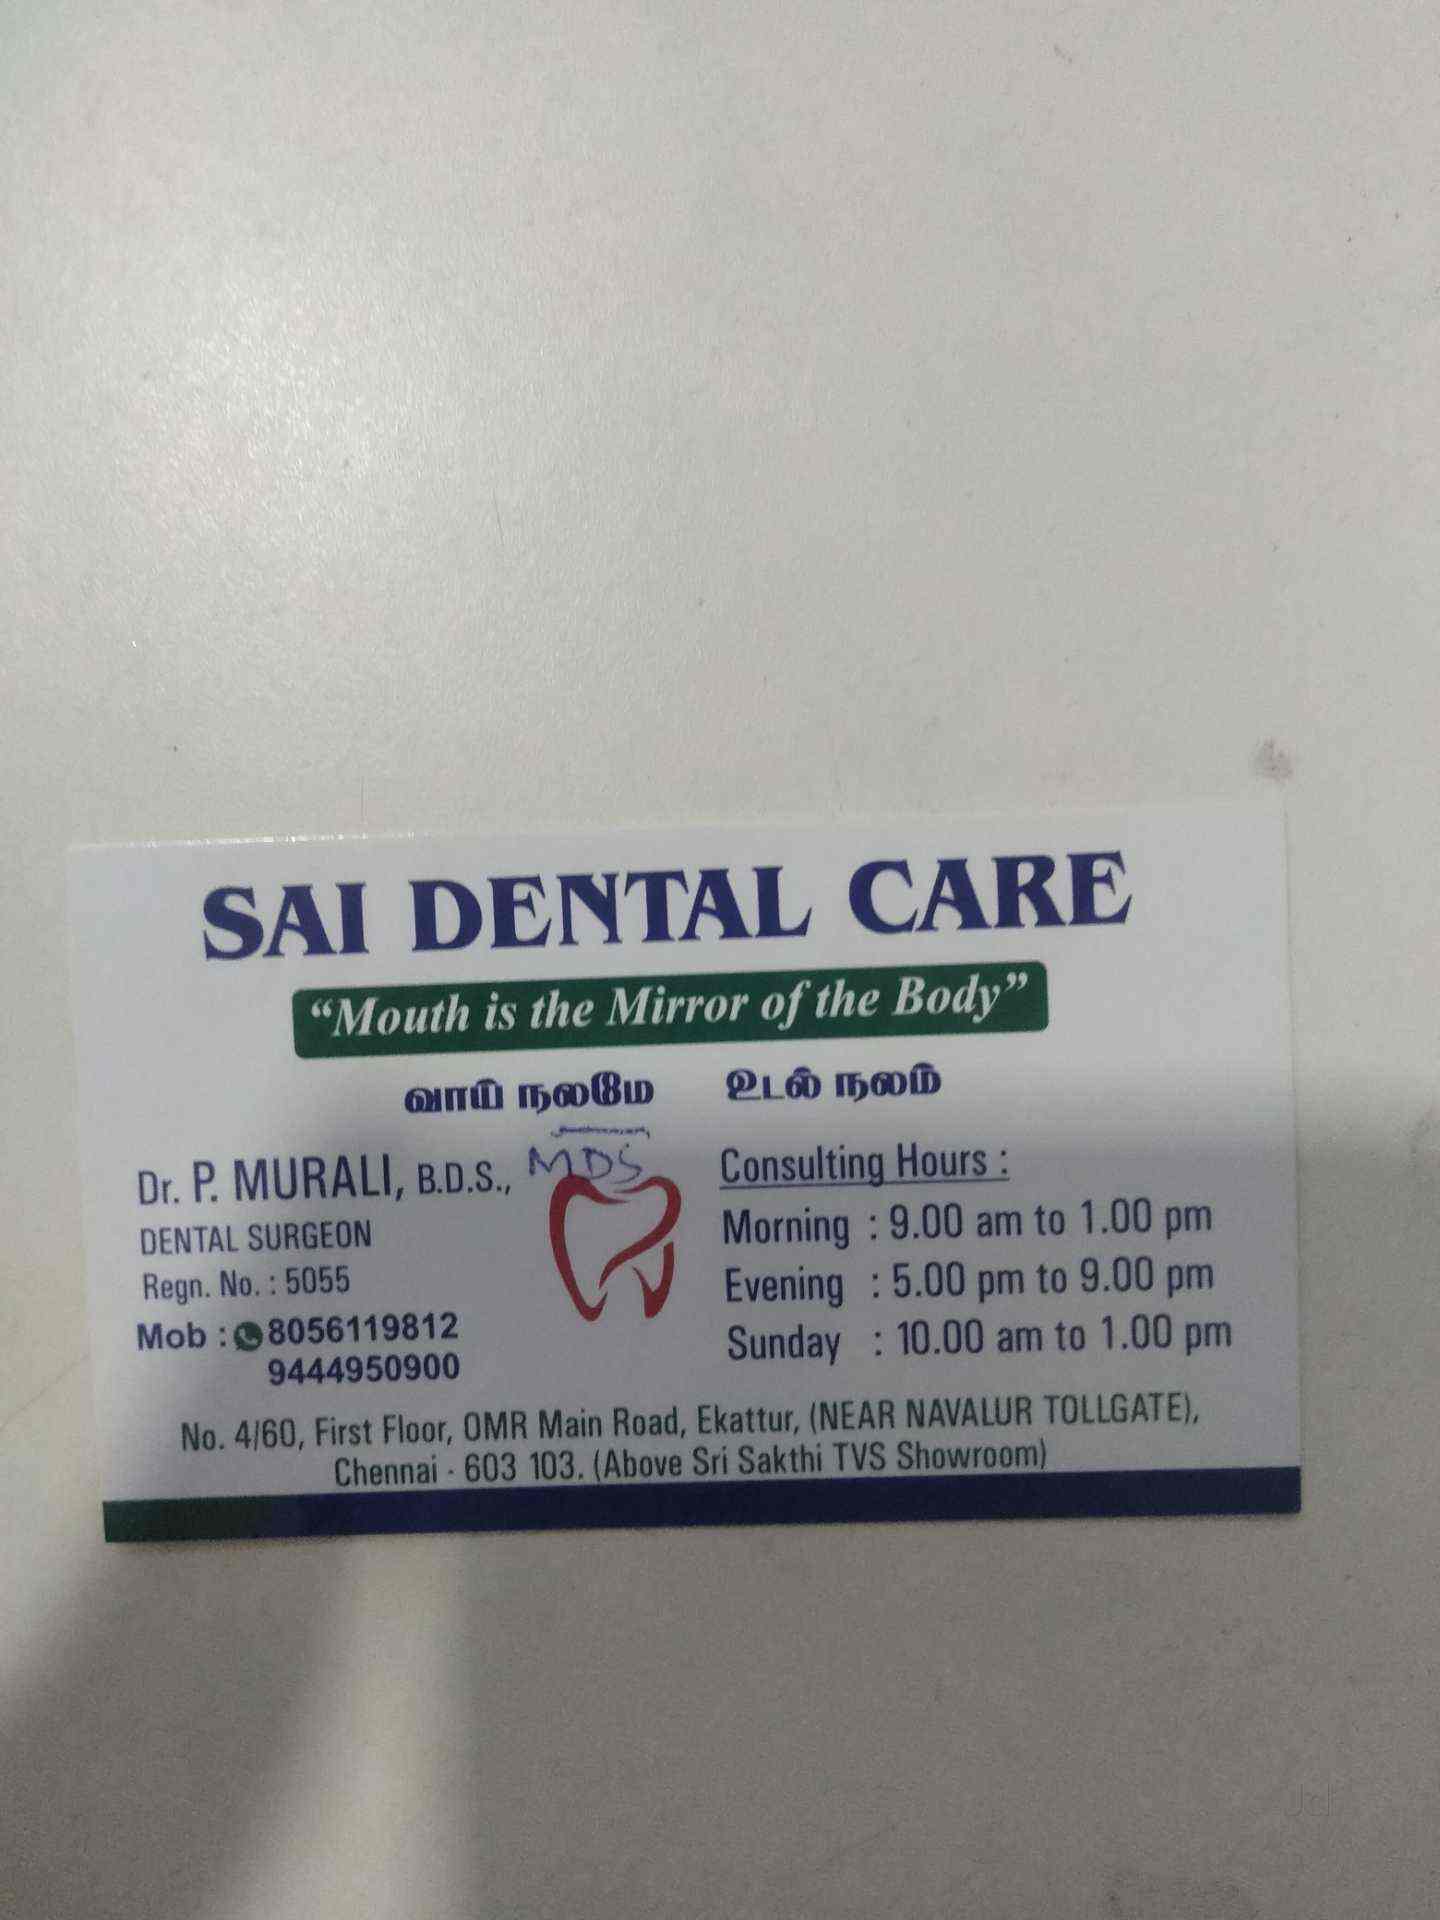 SAI DENTAL CARE
“Mouth is the Mirror of the Body”
வாய் நலமே உடல் நலம்
Dr. P. MURALI, B.D.S., MDS
DENTAL SURGEON
Regn. No. : 5055
Mob : 8056119812
9444950900
Consulting Hours :
Morning : 9.00 am to 1.00 pm
Evening : 5.00 pm to 9.00 pm
Sunday : 10.00 am to 1.00 pm
No. 4/60, First Floor, OMR Main Road, Ekattur, (NEAR NAVALUR TOLLGATE),
Chennai - 603 103. (Above Sri Sakthi TVS Showroom)
Jd